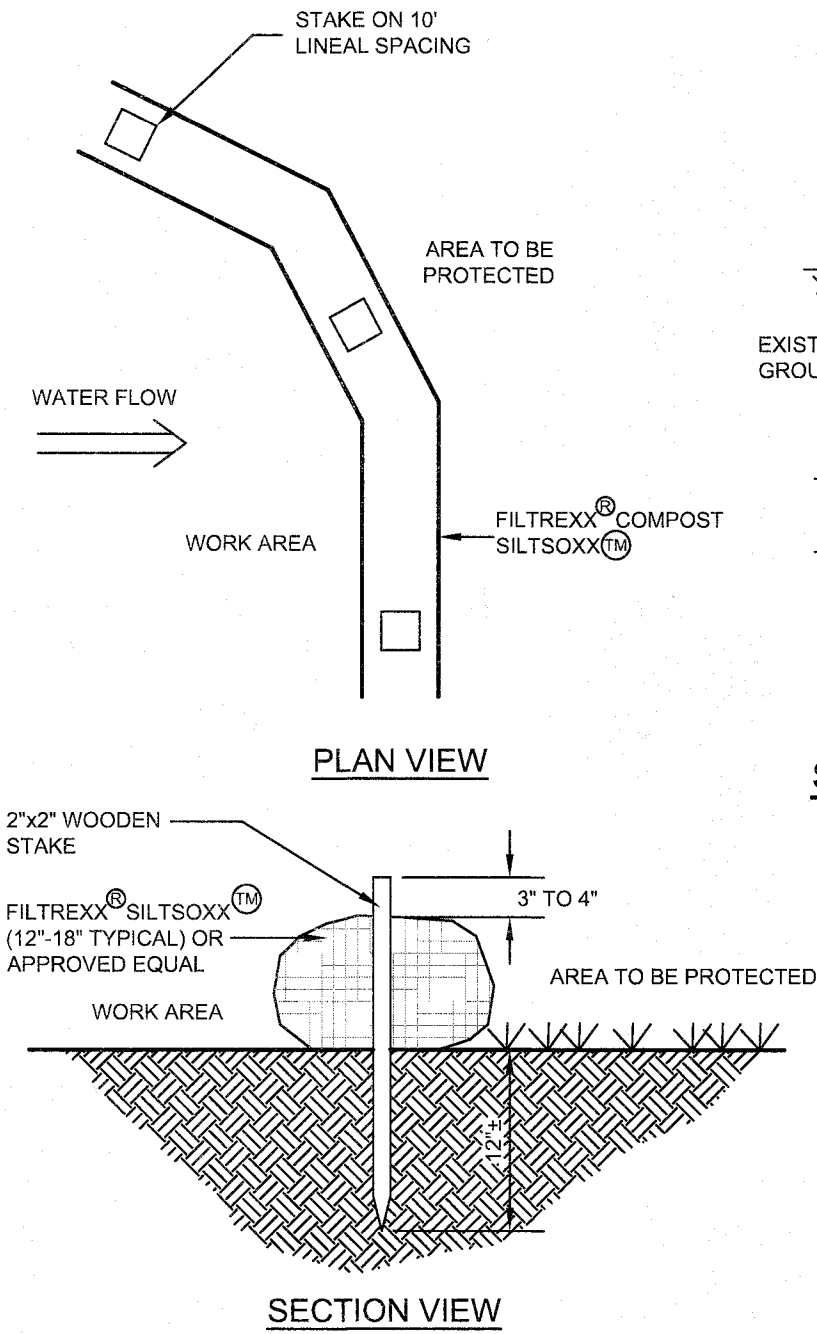 STAKE ON 10'
LINEAL SPACING
AREA TO BE
PROTECTED
EXIST
GROU
WATER FLOW
WORK AREA
FILTREXX® COMPOST
SILTSOXX™
PLAN VIEW
2"x2" WOODEN
STAKE
3" TO 4"
FILTREXX® SILTSOXX™
(12"-18" TYPICAL) OR
APPROVED EQUAL
AREA TO BE PROTECTED
WORK AREA
12"±
SECTION VIEW